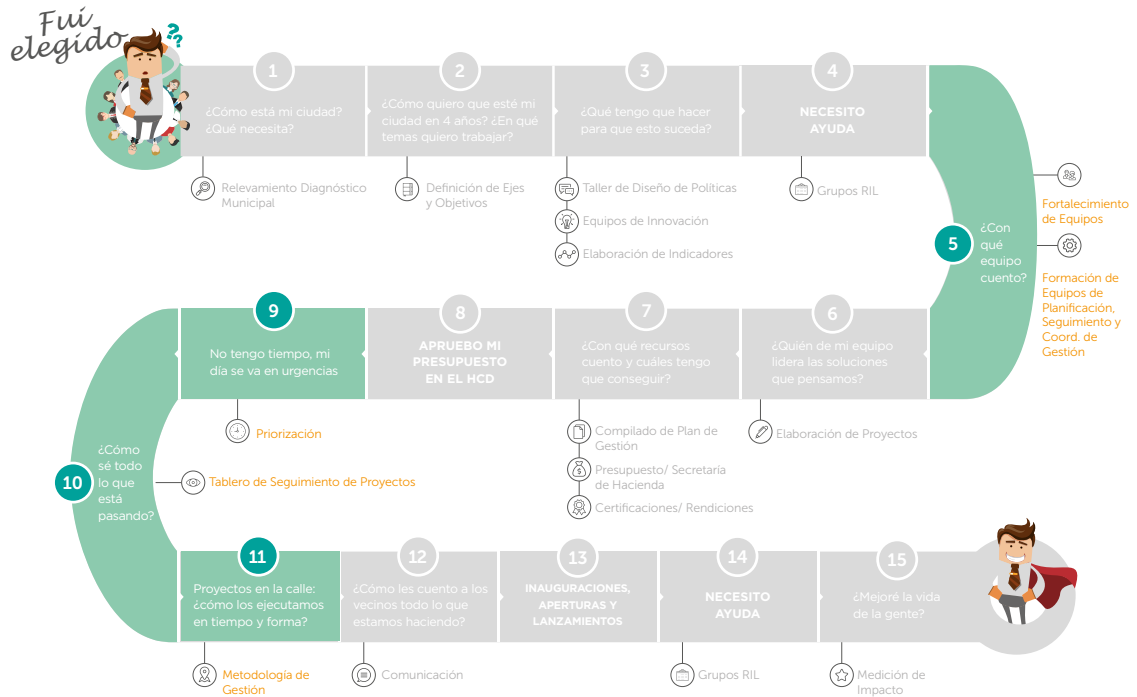 Fui
elegido
??
1
¿Cómo está mi ciudad?
¿Qué necesita?
Relevamiento Diagnóstico
Municipal
2
¿Cómo quiero que esté mi
ciudad en 4 años? ¿En qué
temas quiero trabajar?
Definición de Ejes
y Objetivos
3
¿Qué tengo que hacer
para que esto suceda?
Taller de Diseño de Políticas
Equipos de Innovación
Elaboración de Indicadores
4
NECESITO
AYUDA
Grupos RIL
5
¿Con
qué
equipo
cuento?
Fortalecimiento
de Equipos
Formación de
Equipos de
Planificación,
Seguimiento y
Coord. de
Gestión
6
¿Quién de mi equipo
lidera las soluciones
que pensamos?
Elaboración de Proyectos
7
¿Con qué recursos
cuento y cuáles tengo
que conseguir?
Compilado de Plan de
Gestión
$
Presupuesto/ Secretaría
de Hacienda
Certificaciones/ Rendiciones
8
APRUEBO MI
PRESUPUESTO
EN EL HCD
9
No tengo tiempo, mi
día se va en urgencias
Priorización
10
¿Cómo
sé todo
lo que
está
pasando?
Tablero de Seguimiento de Proyectos
11
Proyectos en la calle:
¿cómo los ejecutamos
en tiempo y forma?
Metodología de
Gestión
12
¿Cómo les cuento a los
vecinos todo lo que
estamos haciendo?
Comunicación
13
INAUGURACIONES,
APERTURAS Y
LANZAMIENTOS
14
NECESITO
AYUDA
Grupos RIL
15
¿Mejoré la vida
de la gente?
Medición de
Impacto